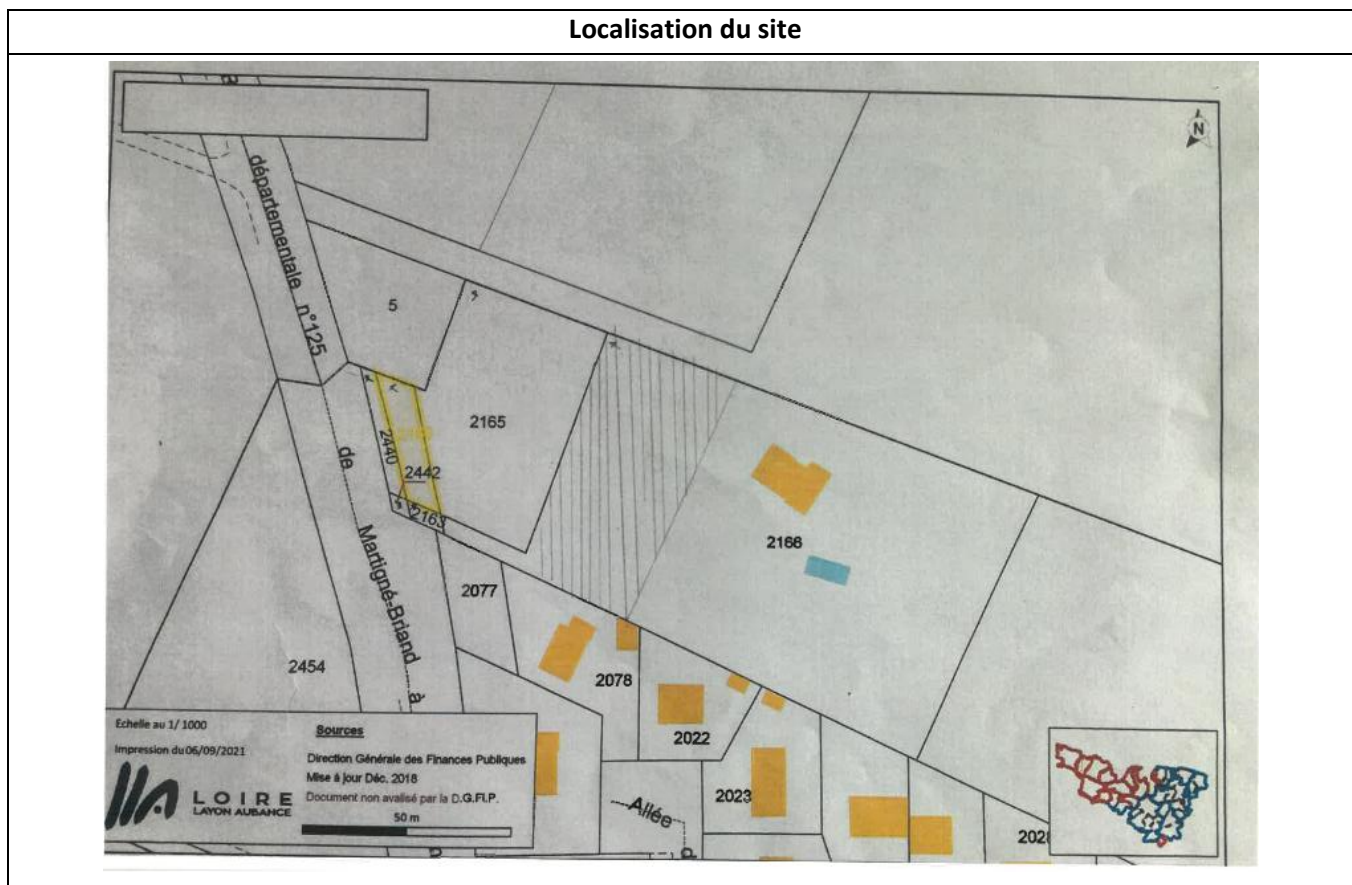 Localisation du site
N
départementale n°125
5
2165
2440
2442
2163
de
Martigné-Briand à
2166
2077
2454
2078
2022
2023
Allée
d
Echelle au 1/ 1000
Impression du 06/09/2021
LOIRE
LAYON AUBANCE
Sources
Direction Générale des Finances Publiques
Mise à jour Déc. 2018
Document non avalisé par la D.G.FI.P.
50 m